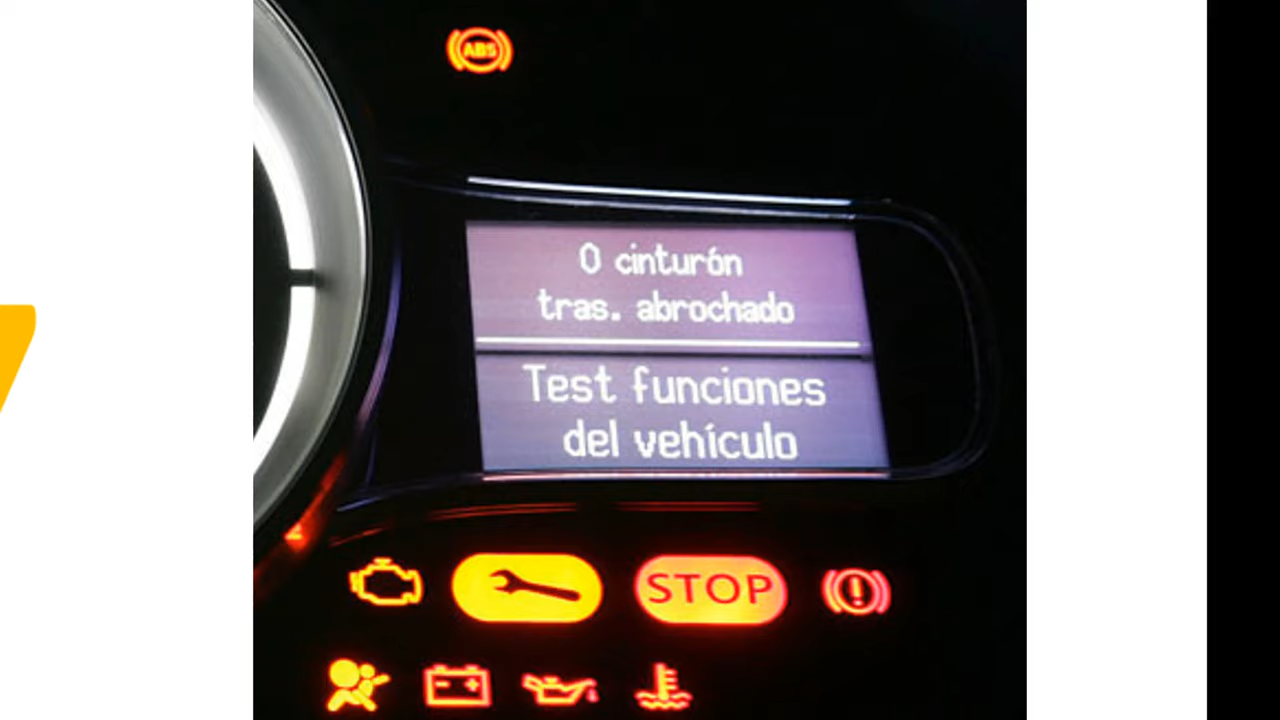 ABS
0 cinturón
tras. abrochado
Test funciones
del vehículo
STOP